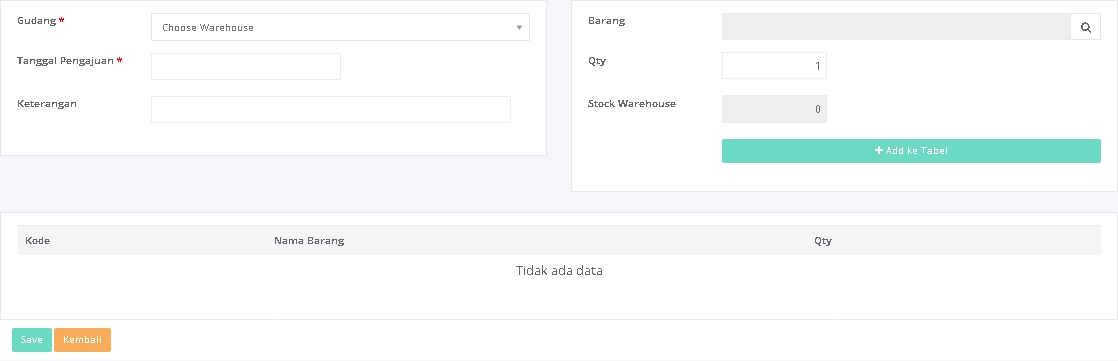 Gudang *
Choose Warehouse
Tanggal Pengajuan *
Keterangan
Barang
Qty
1
Stock Warehouse
0
+ Add ke Tabel
Kode Nama Barang Qty
Tidak ada data
Save Kembali